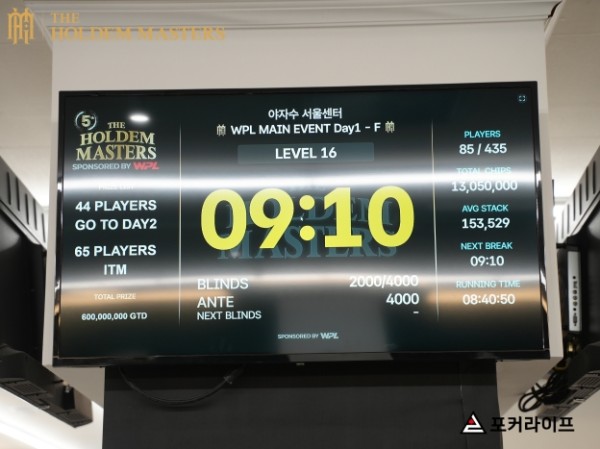 THE
HOLDEM MASTERS
5th
THE
HOLDEM
MASTERS
SPONSORED BY WPL
44 PLAYERS
GO TO DAY2
65 PLAYERS
ITM
TOTAL PRIZE
600,000,000 GTD
야자수 서울센터
WPL MAIN EVENT Day1 - F
LEVEL 16
09:10
HOLDEM
MASTERS
BLINDS 2000/4000
ANTE 4000
NEXT BLINDS -
SPONSORED BY WPL
PLAYERS
85 / 435
TOTAL CHIPS
13,050,000
AVG STACK
153,529
NEXT BREAK
09:10
RUNNING TIME
08:40:50
포커라이프